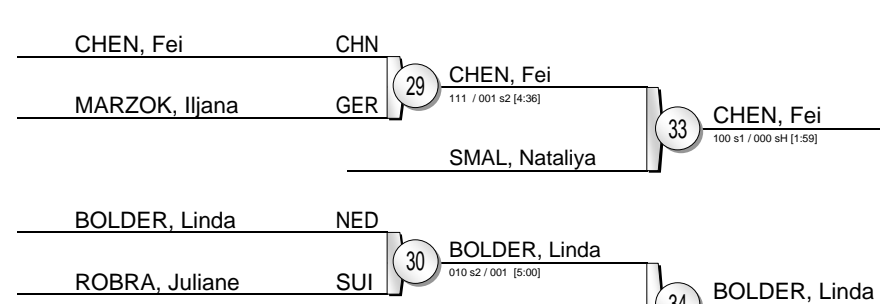 CHEN, Fei CHN
29 CHEN, Fei
111 / 001 s2 [4:36]
MARZOK, Iljana GER
33 CHEN, Fei
100 s1 / 000 sH [1:59]
SMAL, Nataliya
BOLDER, Linda NED
30 BOLDER, Linda
010 s2 / 001 [5:00]
ROBRA, Juliane SUI
34 BOLDER, Linda